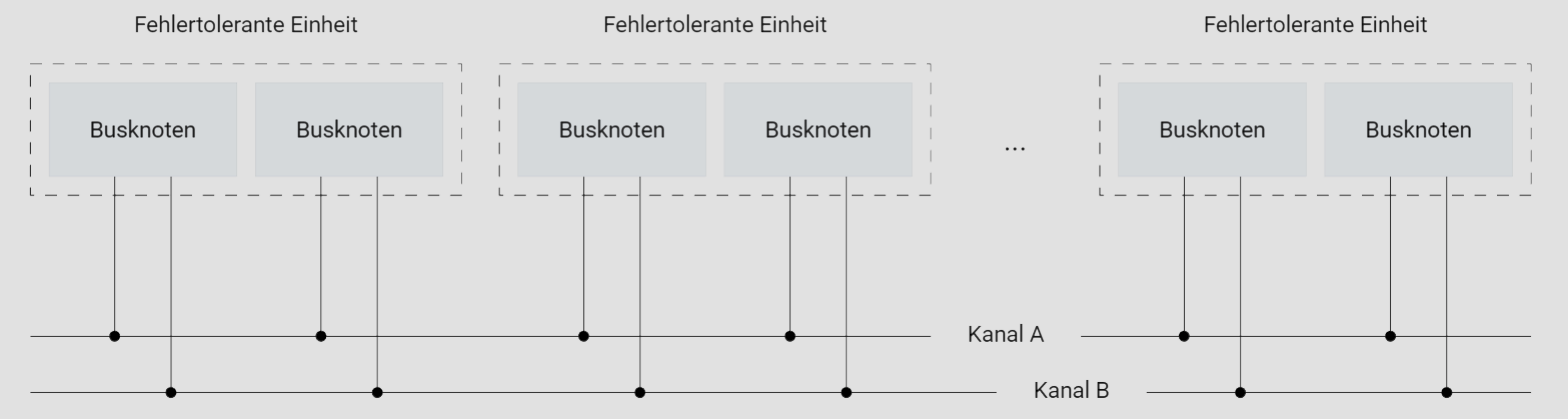 Fehlertolerante Einheit
Fehlertolerante Einheit
Fehlertolerante Einheit
Busknoten
Busknoten
Busknoten
Busknoten
...
Busknoten
Busknoten
Kanal A
Kanal B